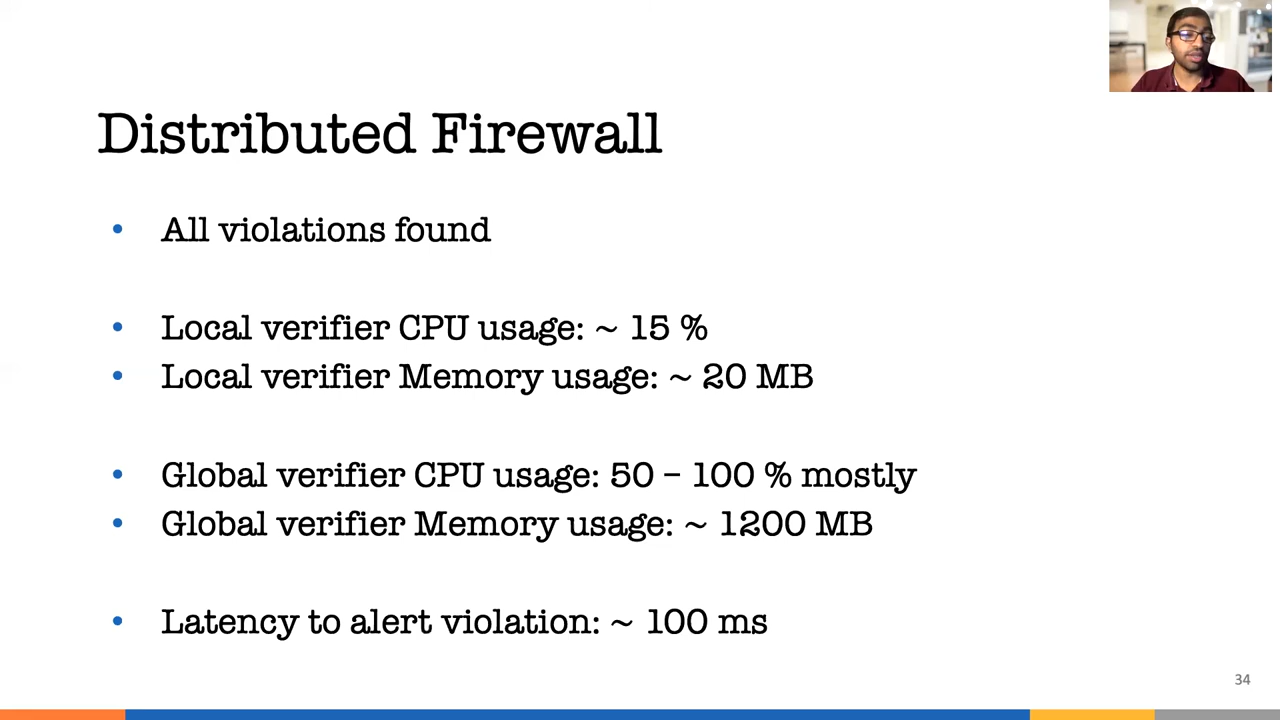 Distributed Firewall
• All violations found
• Local verifier CPU usage: ~ 15 %
• Local verifier Memory usage: ~ 20 MB
• Global verifier CPU usage: 50 – 100 % mostly
• Global verifier Memory usage: ~ 1200 MB
• Latency to alert violation: ~ 100 ms
34